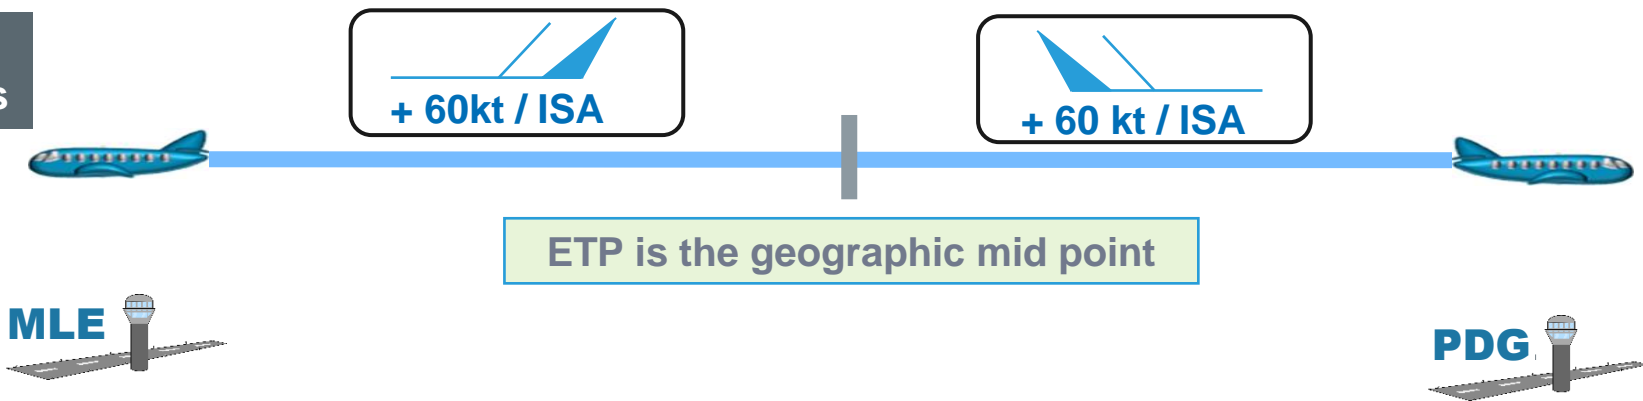 s
+ 60kt / ISA
+ 60 kt / ISA
ETP is the geographic mid point
MLE
PDG